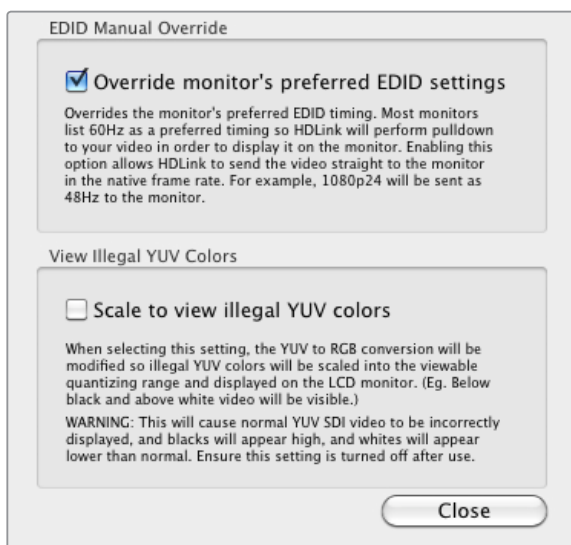 EDID Manual Override
Override monitor's preferred EDID settings
Overrides the monitor's preferred EDID timing. Most monitors
list 60Hz as a preferred timing so HDLink will perform pulldown
to your video in order to display it on the monitor. Enabling this
option allows HDLink to send the video straight to the monitor
in the native frame rate. For example, 1080p24 will be sent as
48Hz to the monitor.
View Illegal YUV Colors
Scale to view illegal YUV colors
When selecting this setting, the YUV to RGB conversion will be
modified so illegal YUV colors will be scaled into the viewable
quantizing range and displayed on the LCD monitor. (Eg. Below
black and above white video will be visible.)
WARNING: This will cause normal YUV SDI video to be incorrectly
displayed, and blacks will appear high, and whites will appear
lower than normal. Ensure this setting is turned off after use.
Close